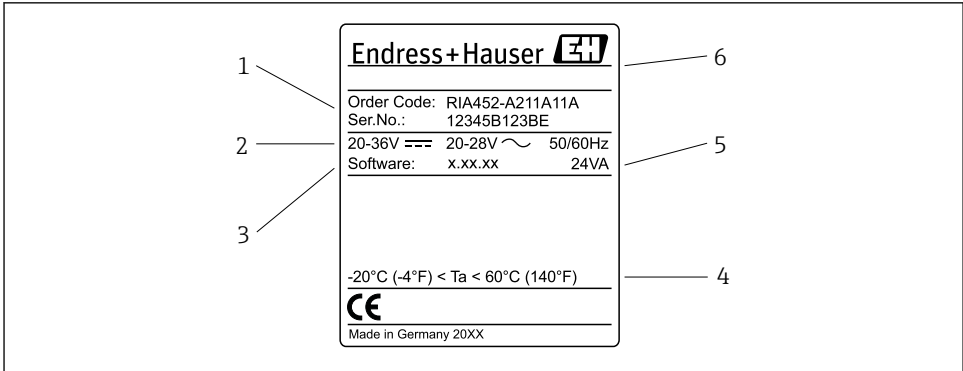 Endress+Hauser EH
1
6
Order Code: RIA452-A211A11A
Ser.No.: 12345B123BE
2
20-36V 20-28V 50/60Hz
5
Software: x.xx.xx 24VA
3
-20°C (-4°F) < Ta < 60°C (140°F)
4
CE
Made in Germany 20XX